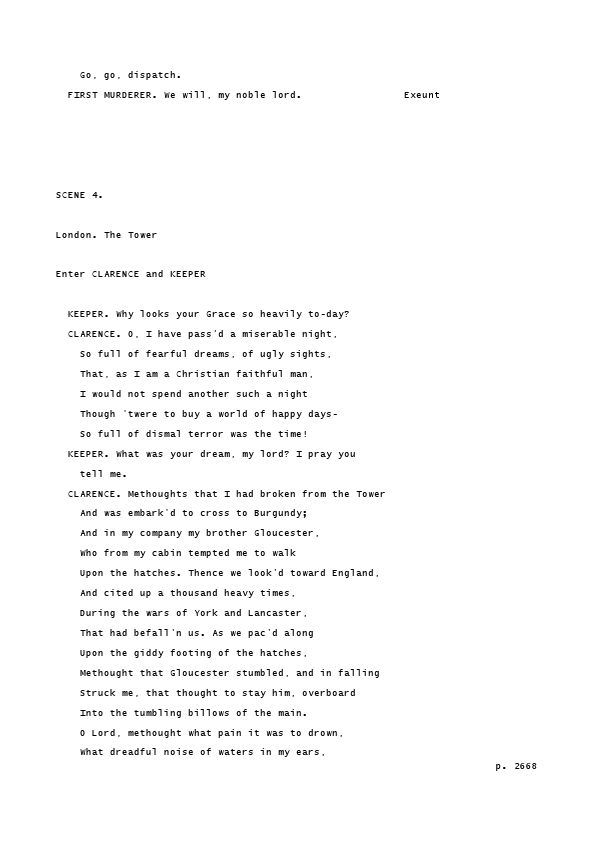 Go, go, dispatch.
FIRST MURDERER. We will, my noble lord. Exeunt
SCENE 4.
London. The Tower
Enter CLARENCE and KEEPER
KEEPER. Why looks your Grace so heavily to-day?
CLARENCE. O, I have pass'd a miserable night,
So full of fearful dreams, of ugly sights,
That, as I am a Christian faithful man,
I would not spend another such a night
Though 'twere to buy a world of happy days-
So full of dismal terror was the time!
KEEPER. What was your dream, my lord? I pray you
tell me.
CLARENCE. Methoughts that I had broken from the Tower
And was embark'd to cross to Burgundy;
And in my company my brother Gloucester,
Who from my cabin tempted me to walk
Upon the hatches. Thence we look'd toward England,
And cited up a thousand heavy times,
During the wars of York and Lancaster,
That had befall'n us. As we pac'd along
Upon the giddy footing of the hatches,
Methought that Gloucester stumbled, and in falling
Struck me, that thought to stay him, overboard
Into the tumbling billows of the main.
O Lord, methought what pain it was to drown,
What dreadful noise of waters in my ears,
p. 2668